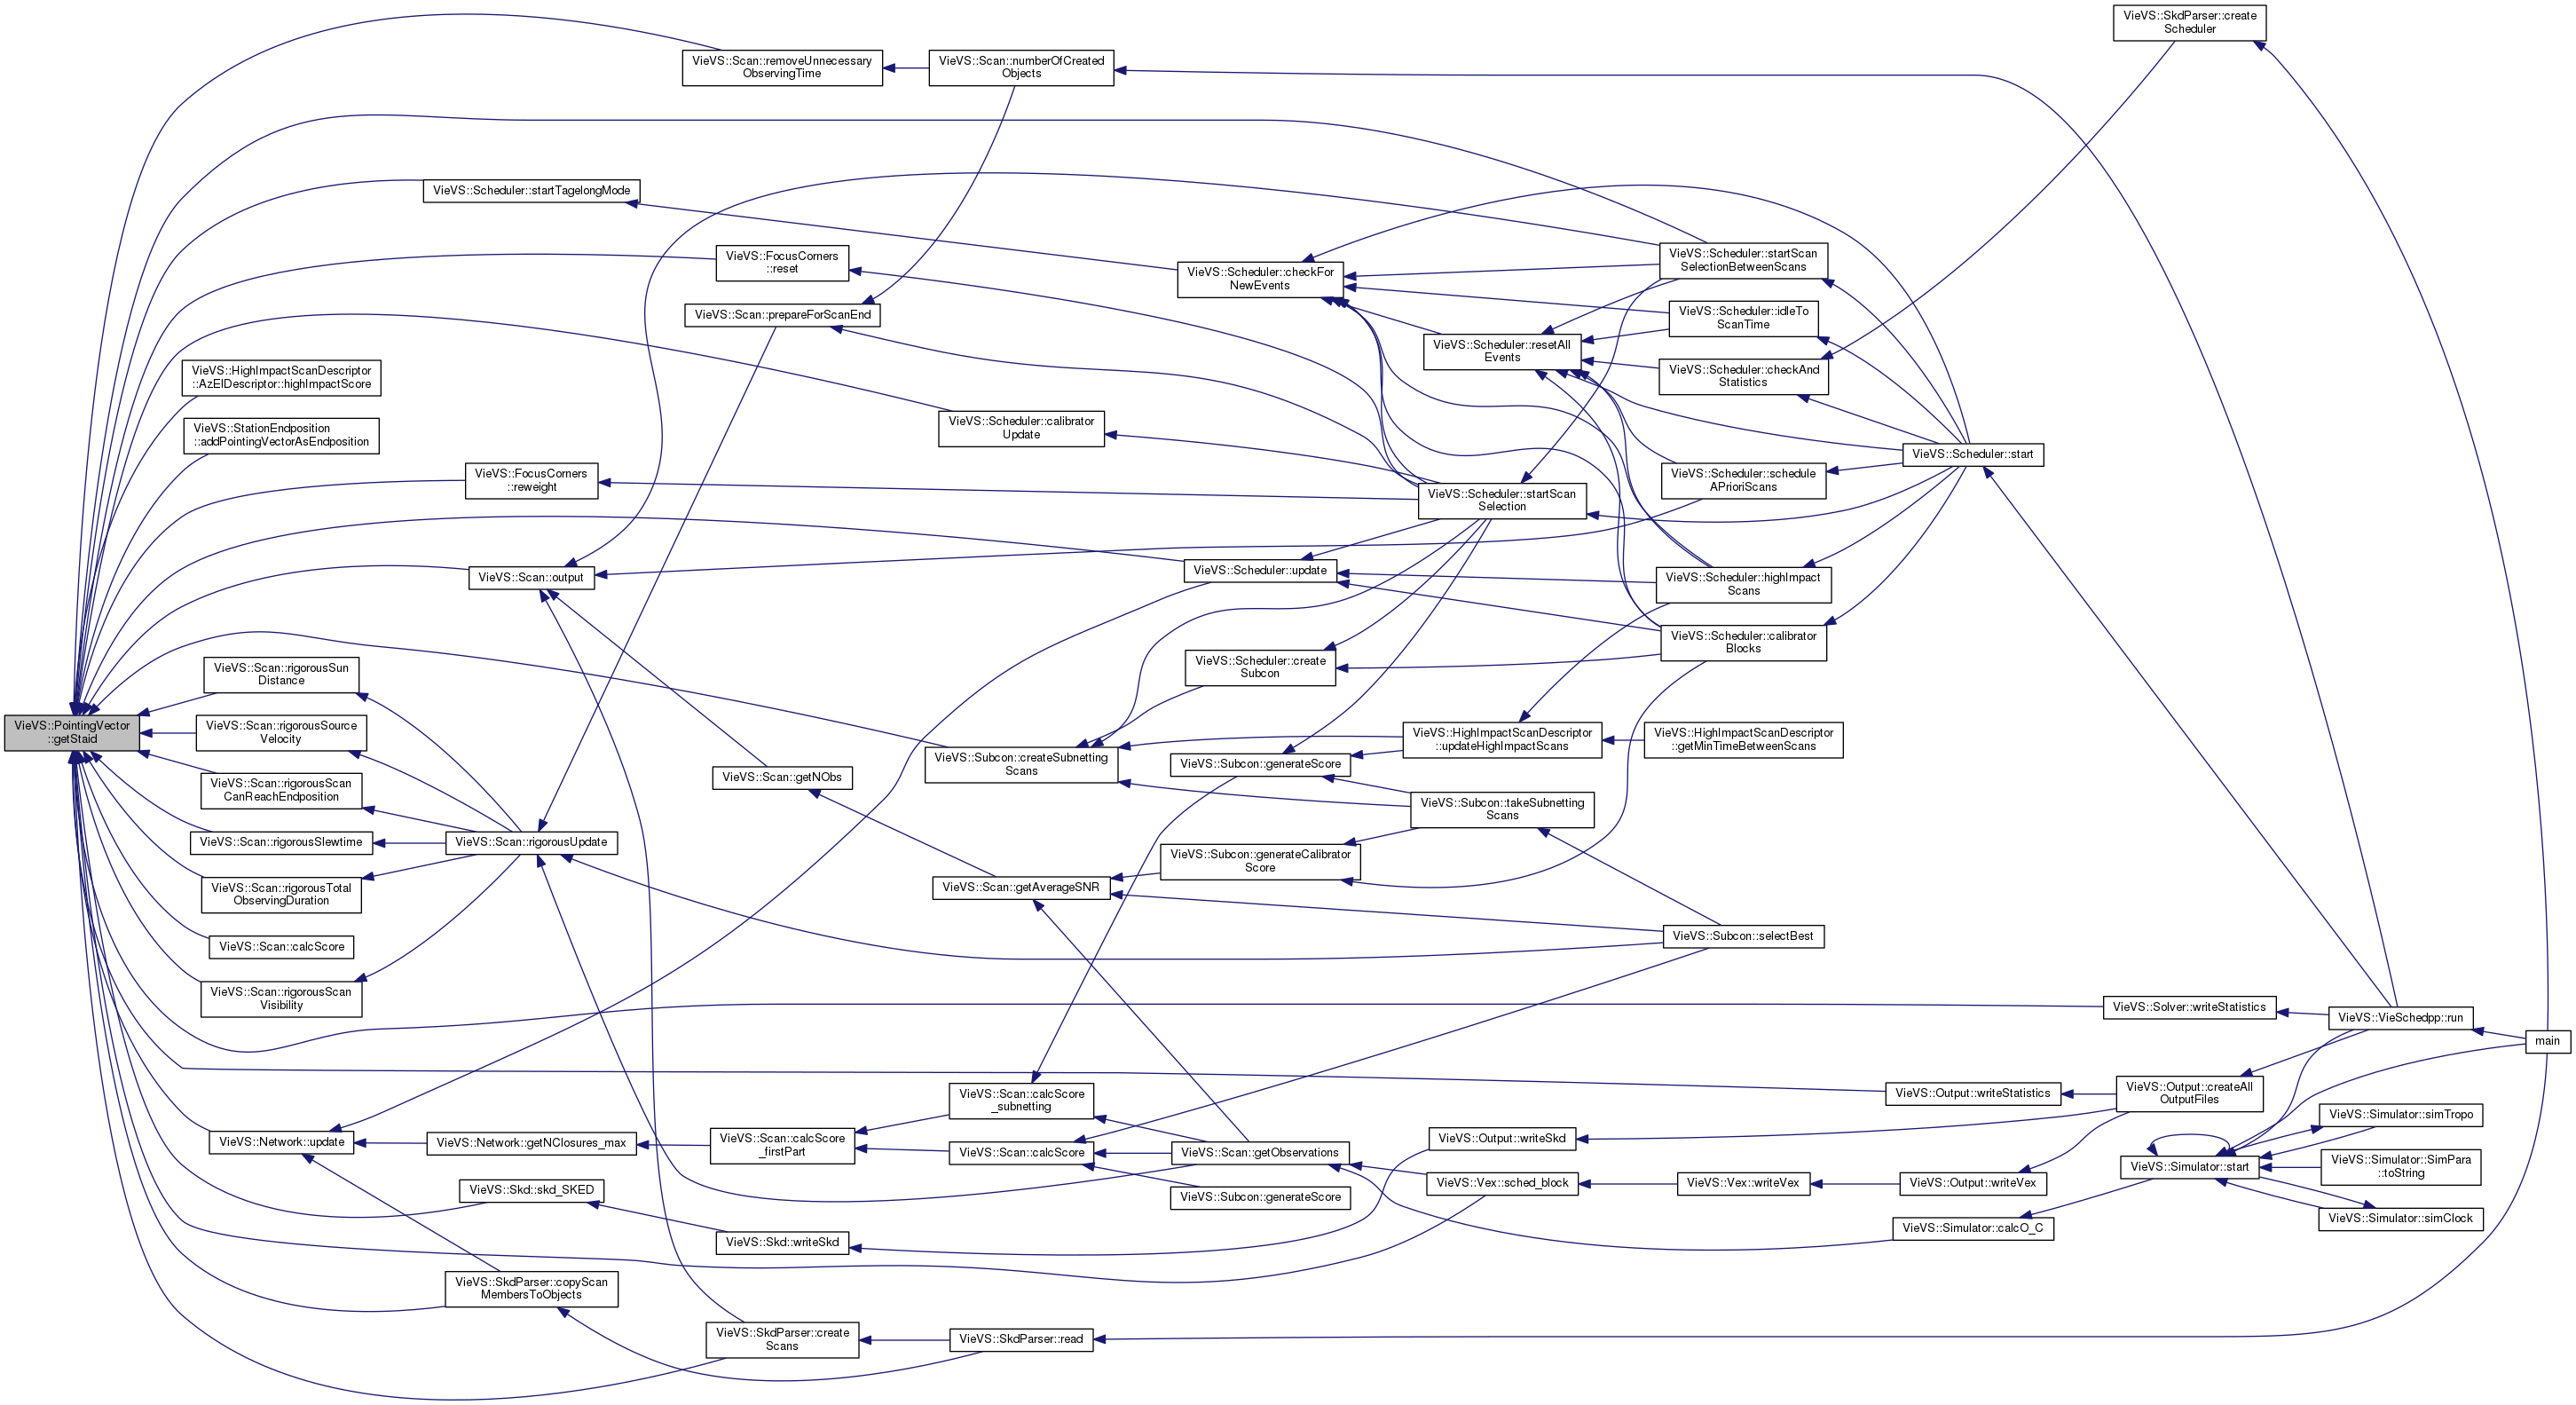 VieVS::SkdParser::create
Scheduler
VieVS::Scan::removeUnnecessary
ObservingTime
VieVS::Scan::numberOfCreated
Objects
VieVS::Scheduler::startTagelongMode
VieVS::FocusCorners
::reset
VieVS::Scheduler::checkFor
NewEvents
VieVS::Scheduler::startScan
SelectionBetweenScans
VieVS::Scan::prepareForScanEnd
VieVS::Scheduler::idleTo
ScanTime
VieVS::Scheduler::resetAll
Events
VieVS::HighImpactScanDescriptor
::AzElDescriptor::highImpactScore
VieVS::Scheduler::checkAnd
Statistics
VieVS::StationEndposition
::addPointingVectorAsEndposition
VieVS::Scheduler::calibrator
Update
VieVS::Scheduler::start
VieVS::FocusCorners
::reweight
VieVS::Scheduler::schedule
APrioriScans
VieVS::Scheduler::startScan
Selection
VieVS::Scan::output
VieVS::Scheduler::update
VieVS::Scheduler::highImpact
Scans
VieVS::Scheduler::calibrator
Blocks
VieVS::Scan::rigorousSun
Distance
VieVS::Scheduler::create
Subcon
VieVS::PointingVector
::getStaid
VieVS::Scan::rigorousSource
Velocity
VieVS::HighImpactScanDescriptor
::updateHighImpactScans
VieVS::HighImpactScanDescriptor
::getMinTimeBetweenScans
VieVS::Subcon::createSubnetting
Scans
VieVS::Subcon::generateScore
VieVS::Scan::getNObs
VieVS::Scan::rigorousScan
CanReachEndposition
VieVS::Subcon::takeSubnetting
Scans
VieVS::Scan::rigorousSlewtime
VieVS::Scan::rigorousUpdate
VieVS::Subcon::generateCalibrator
Score
VieVS::Scan::rigorousTotal
ObservingDuration
VieVS::Scan::getAverageSNR
VieVS::Scan::calcScore
VieVS::Subcon::selectBest
VieVS::Scan::rigorousScan
Visibility
VieVS::Solver::writeStatistics
VieVS::VieSchedpp::run
main
VieVS::Output::writeStatistics
VieVS::Output::createAll
OutputFiles
VieVS::Scan::calcScore
_subnetting
VieVS::Simulator::simTropo
VieVS::Network::update
VieVS::Network::getNClosures_max
VieVS::Scan::calcScore
_firstPart
VieVS::Scan::calcScore
VieVS::Scan::getObservations
VieVS::Output::writeSkd
VieVS::Simulator::start
VieVS::Simulator::SimPara
::toString
VieVS::Skd::skd_SKED
VieVS::Subcon::generateScore
VieVS::Vex::sched_block
VieVS::Vex::writeVex
VieVS::Output::writeVex
VieVS::Simulator::simClock
VieVS::Simulator::calcO_C
VieVS::Skd::writeSkd
VieVS::SkdParser::copyScan
MembersToObjects
VieVS::SkdParser::create
Scans
VieVS::SkdParser::read